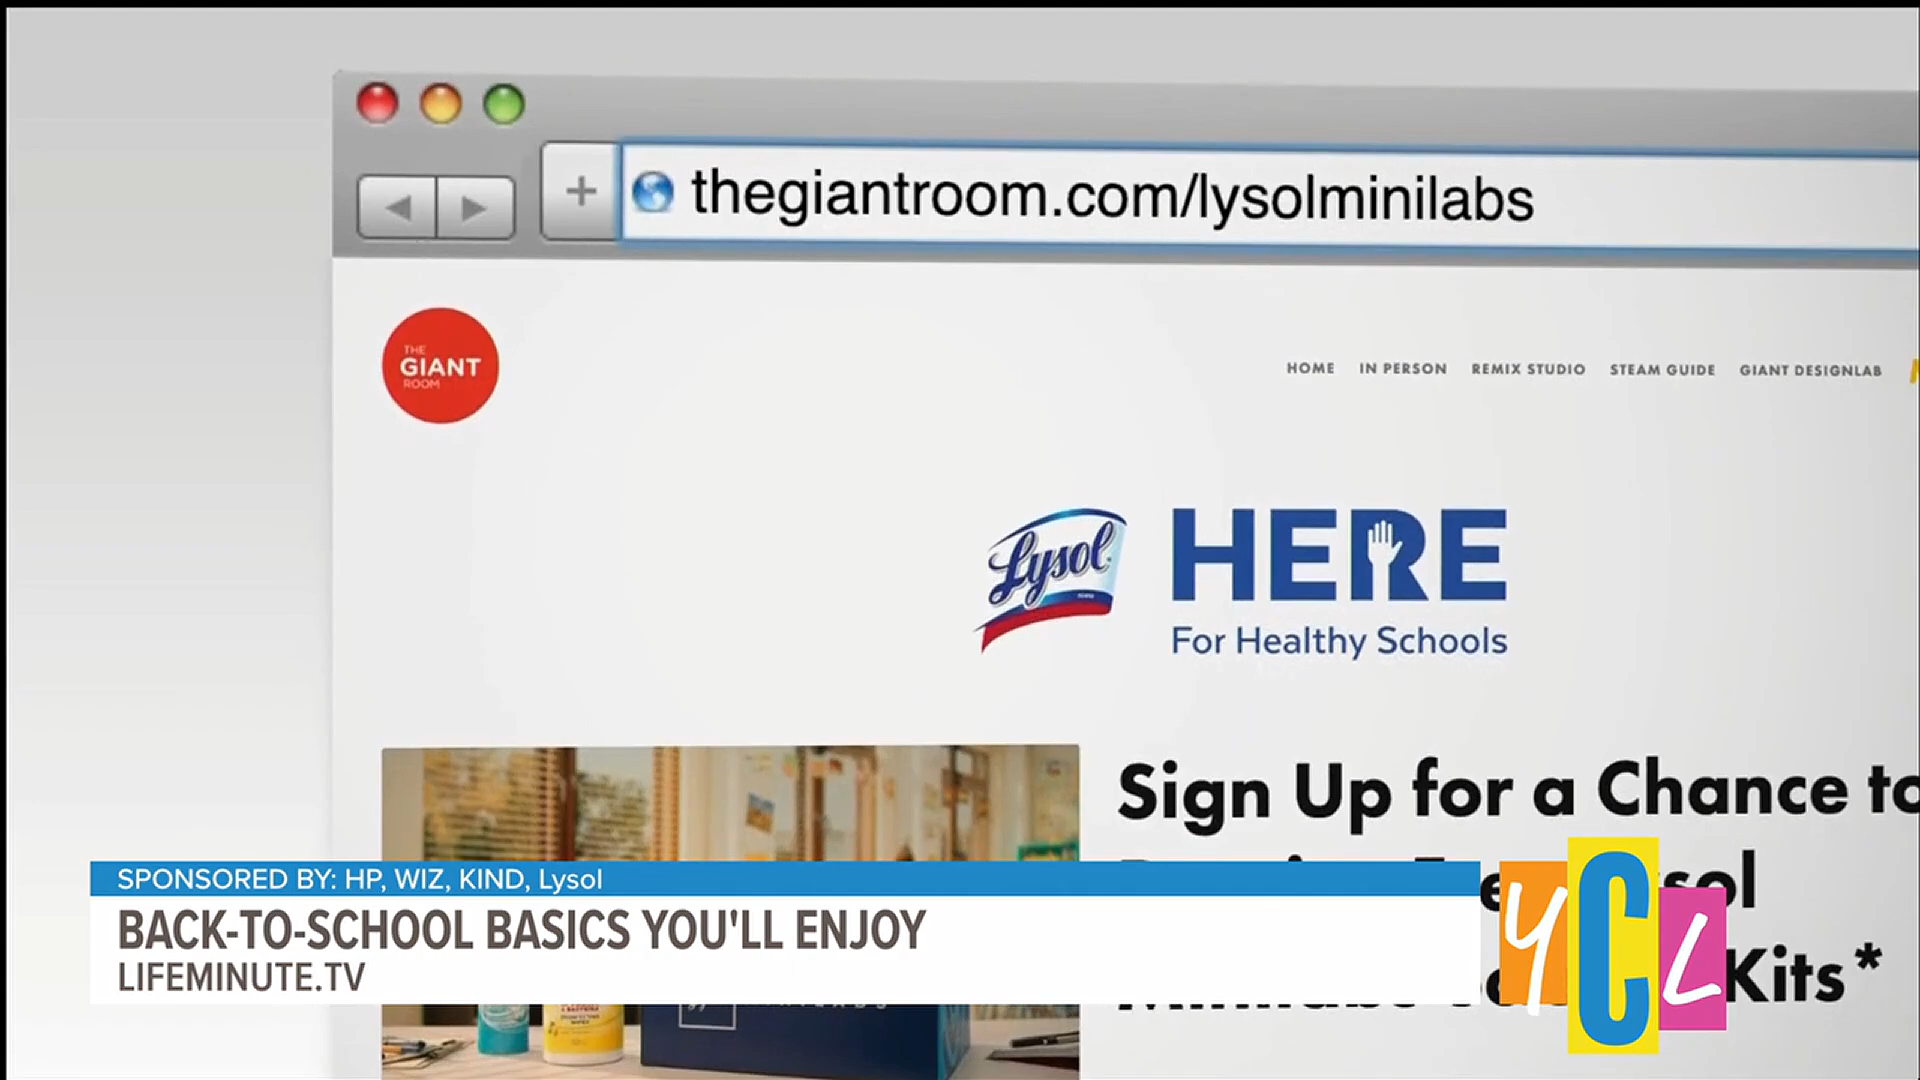 thegiantroom.com/lysolminilabs
THE
GIANT
ROOM
HOME IN PERSON REMIX STUDIO STEAM GUIDE GIANT DESIGNLAB
Lysol
HERE
For Healthy Schools
Sign Up for a Chance to
Kits*
SPONSORED BY: HP, WIZ, KIND, Lysol
BACK-TO-SCHOOL BASICS YOU'LL ENJOY
LIFEMINUTE.TV
YCL